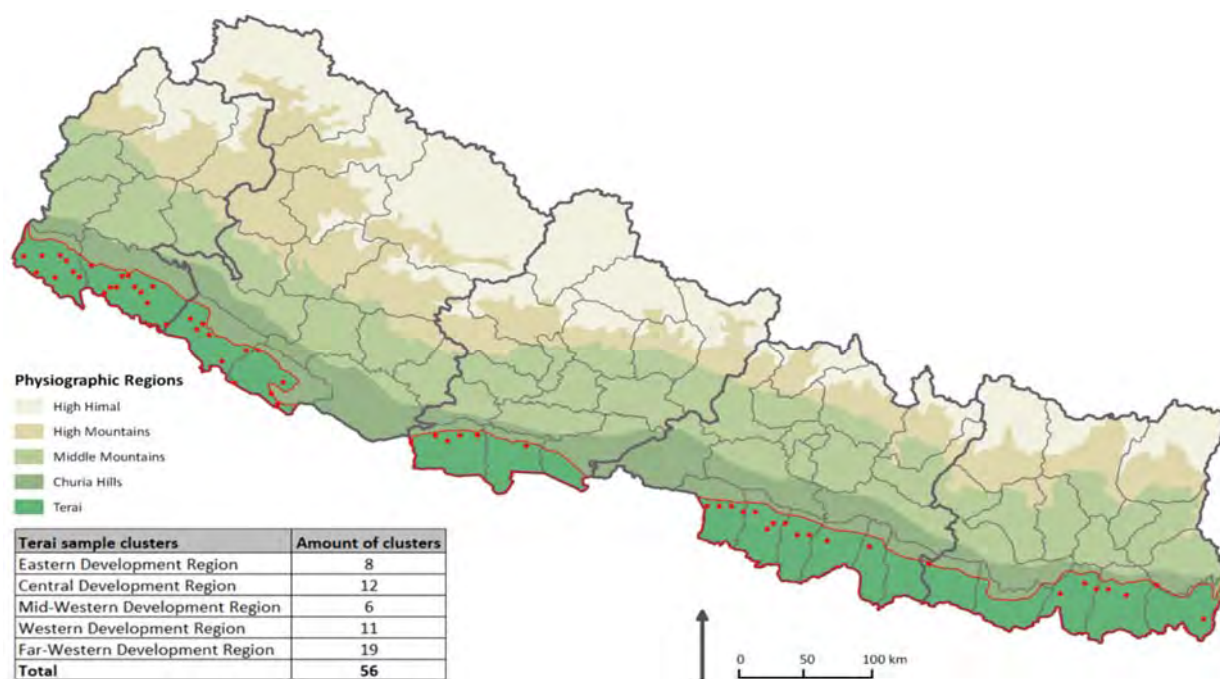 Physiographic Regions
High Himal
High Mountains
Middle Mountains
Churia Hills
Terai
Terai sample clusters Amount of clusters
Eastern Development Region 8
Central Development Region 12
Mid-Western Development Region 6
Western Development Region 11
Far-Western Development Region 19
Total 56
0 50 100 km